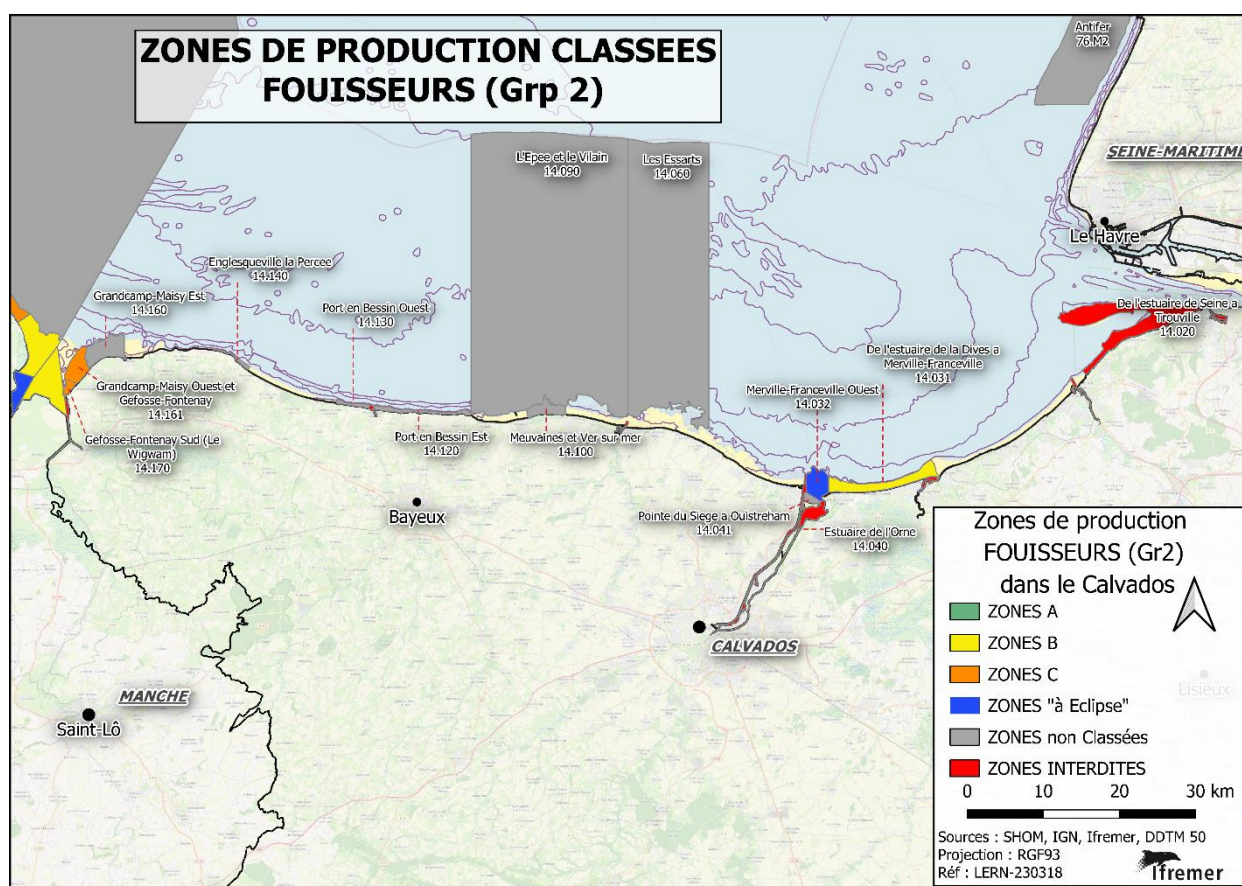 ZONES DE PRODUCTION CLASSEES
FOUISSEURS (Grp 2)
Antifer
76.M2
L'Epee et le Vilain
14.090
Les Essarts
14.060
SEINE-MARITIME
Le Havre
Englesqueville la Percee
14.140
Grandcamp-Maisy Est
14.160
Port en Bessin Ouest
14.130
De l'estuaire de Seine a
Trouville
14.020
De l'estuaire de la Dives a
Merville-Franceville
14.031
Grandcamp-Maisy Ouest et
Gefosse-Fontenay
14.161
Merville-Franceville OUest
14.032
Gefosse-Fontenay Sud (Le
Wigwam)
14.170
Port en Bessin Est
14.120
Meuvaines et Ver sur mer
14.100
Bayeux
Pointe du Siege a Ouistreham
14.041
Estuaire de l'Orne
14.040
CALVADOS
MANCHE
Saint-Lô
Lisieux
Zones de production
FOUISSEURS (Gr2)
dans le Calvados
ZONES A
ZONES B
ZONES C
ZONES "à Eclipse"
ZONES non Classées
ZONES INTERDITES
0 10 20 30 km
Sources : SHOM, IGN, Ifremer, DDTM 50
Projection : RGF93
Réf : LERN-230318
Ifremer